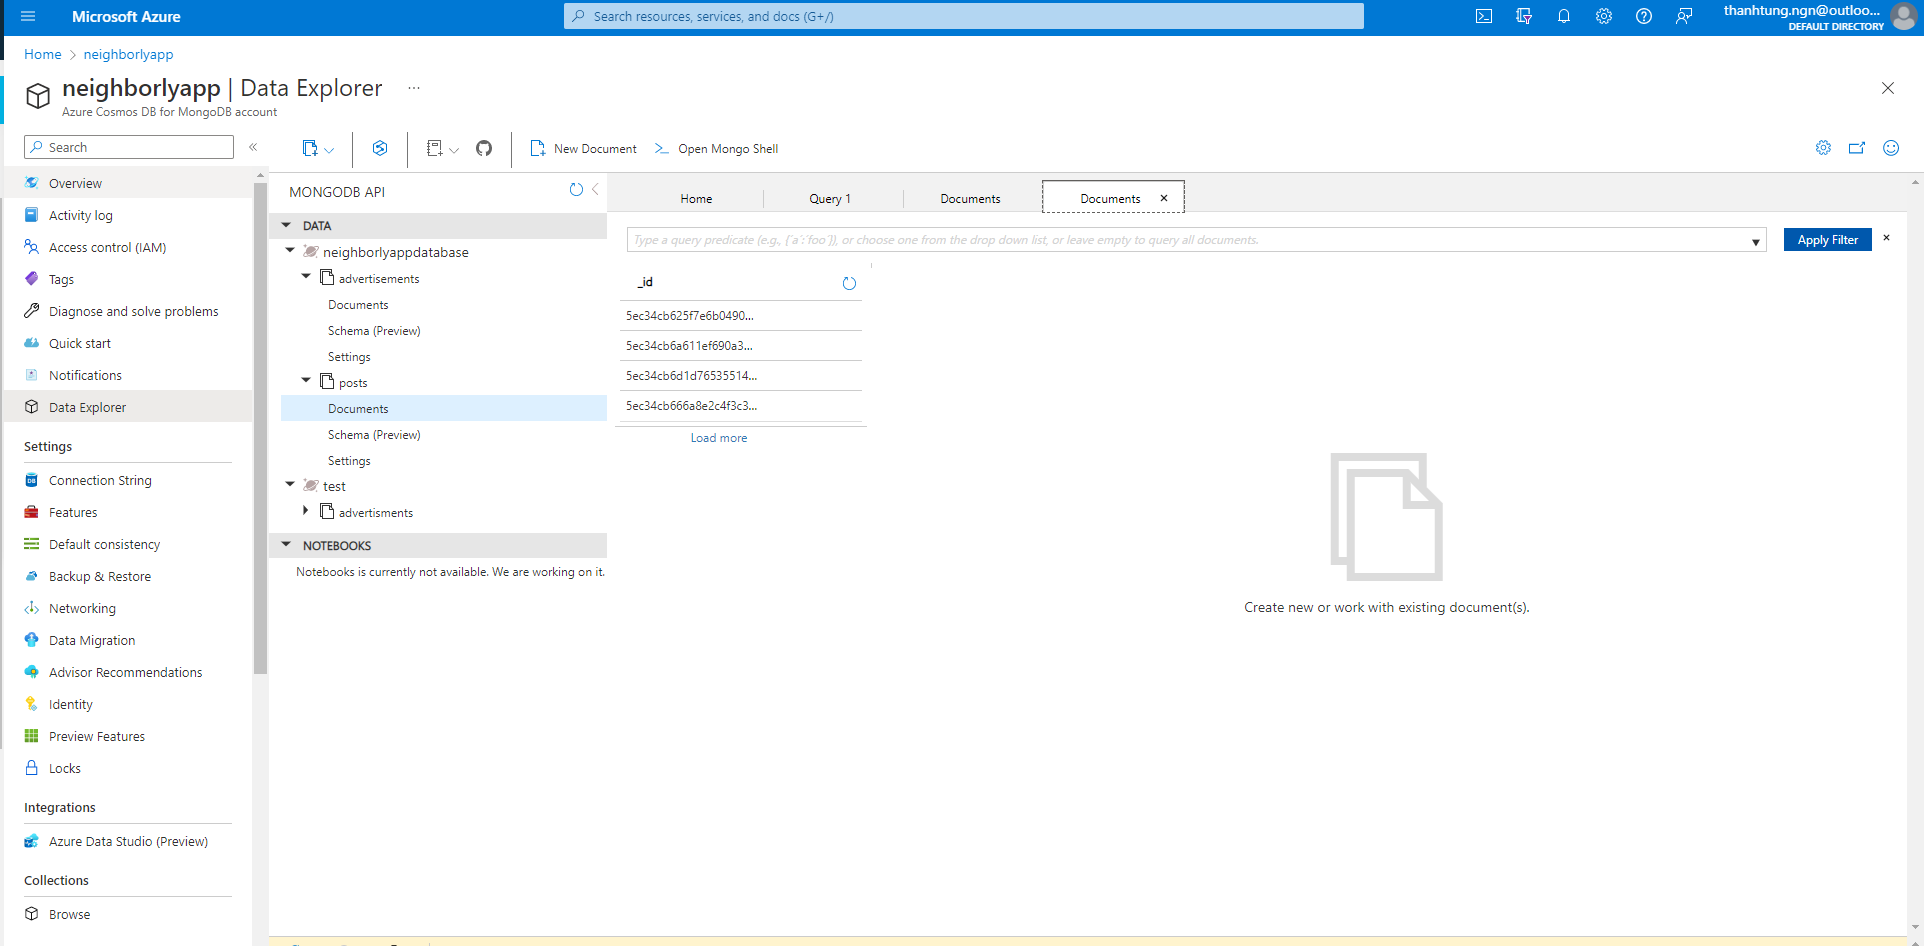 Microsoft Azure
Search resources, services, and docs (G+/)
thanhtung.ngn@outloo...
DEFAULT DIRECTORY
Home > neighborlyapp
neighborlyapp | Data Explorer ...
Azure Cosmos DB for MongoDB account
Search
«
New Document
Open Mongo Shell
Overview
Activity log
Access control (IAM)
Tags
Diagnose and solve problems
Quick start
Notifications
Data Explorer
Settings
Connection String
Features
Default consistency
Backup & Restore
Networking
Data Migration
Advisor Recommendations
Identity
Preview Features
Locks
Integrations
Azure Data Studio (Preview)
Collections
Browse
MONGODB API
DATA
neighborlyappdatabase
advertisements
Documents
Schema (Preview)
Settings
posts
Documents
Schema (Preview)
Settings
test
advertisments
NOTEBOOKS
Notebooks is currently not available. We are working on it.
Home
Query 1
Documents
Documents
Type a query predicate (e.g., {´a´:´foo´}), or choose one from the drop down list, or leave empty to query all documents.
Apply Filter
_id
5ec34cb625f7e6b0490...
5ec34cb6a611ef690a3...
5ec34cb6d1d76535514...
5ec34cb666a8e2c4f3c3...
Load more
Create new or work with existing document(s).